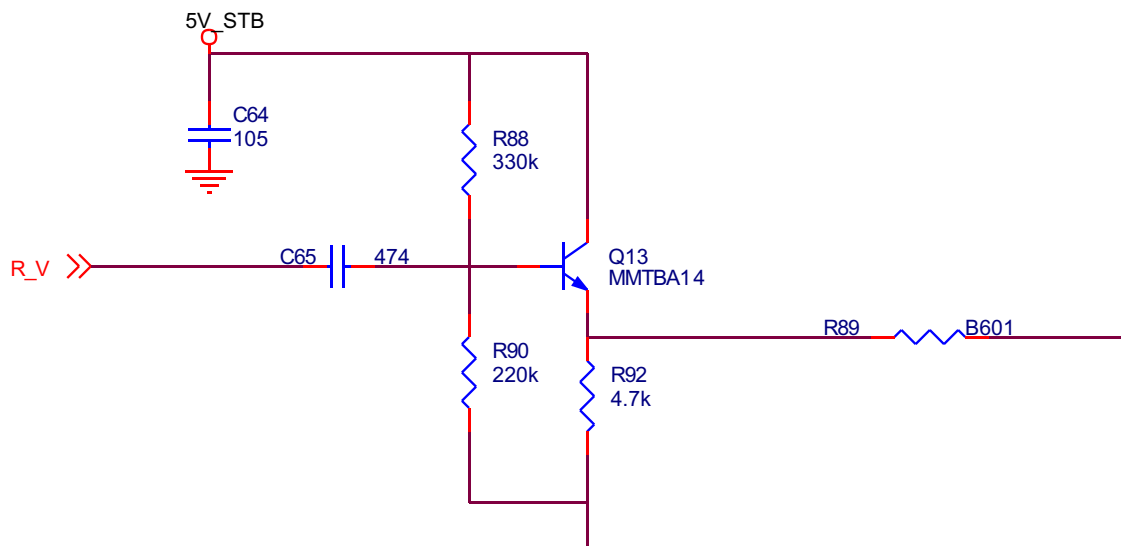 5V_STB
C64
105
R88
330k
R_V
C65
474
Q13
MMTBA14
R89
B601
R90
220k
R92
4.7k